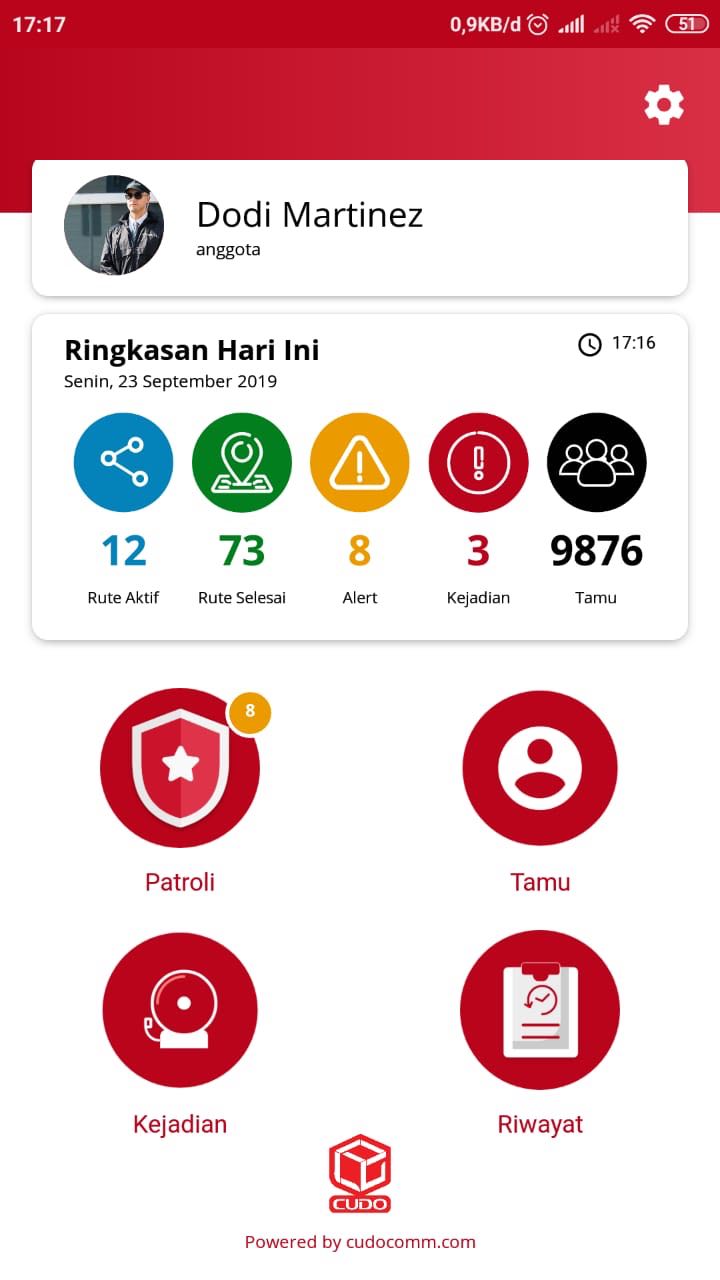 17:17
0,9KB/d
51
Dodi Martinez
anggota
Ringkasan Hari Ini
17:16
Senin, 23 September 2019
12 73 8 3 9876
Rute Aktif Rute Selesai Alert Kejadian Tamu
8
Patroli Tamu
Kejadian Riwayat
CUDO
Powered by cudocomm.com